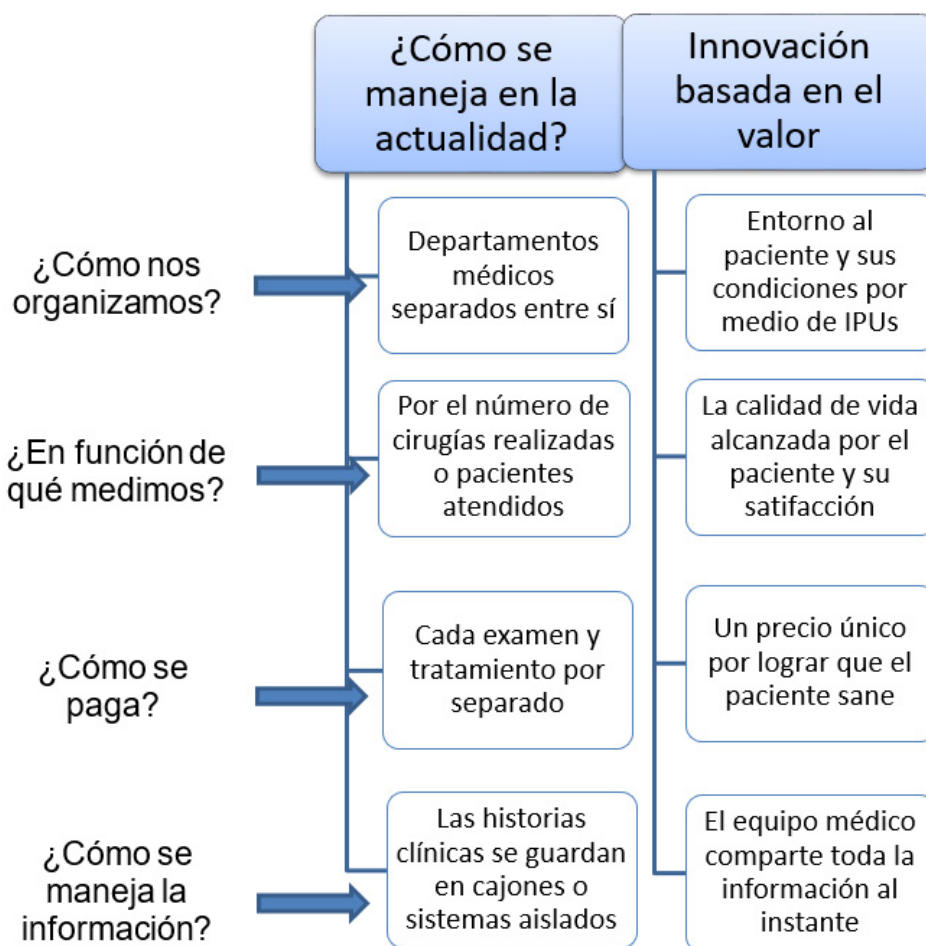 ¿Cómo se
maneja en la
actualidad?
Innovación
basada en el
valor
¿Cómo nos
organizamos?
Departamentos
médicos
separados entre sí
Entorno al
paciente y sus
condiciones por
medio de IPUs
¿En función de
qué medimos?
Por el número de
cirugías realizadas
o pacientes
atendidos
La calidad de vida
alcanzada por el
paciente y su
satifacción
¿Cómo se
paga?
Cada examen y
tratamiento por
separado
Un precio único
por lograr que el
paciente sane
¿Cómo se
maneja la
información?
Las historias
clínicas se guardan
en cajones o
sistemas aislados
El equipo médico
comparte toda la
información al
instante